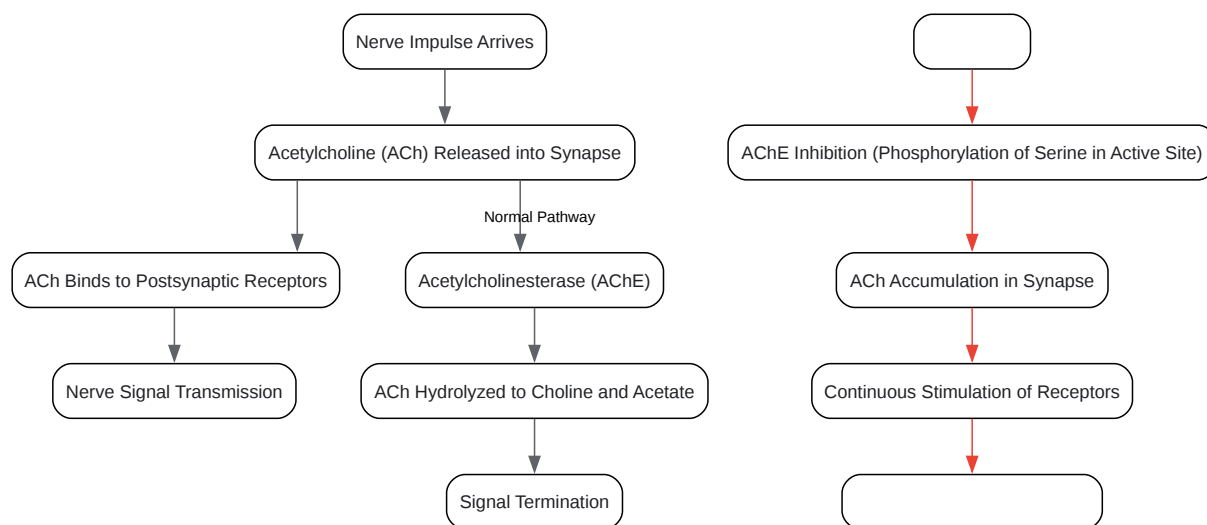 Nerve Impulse Arrives
Acetylcholine (ACh) Released into Synapse
AChE Inhibition (Phosphorylation of Serine in Active Site)
Normal Pathway
ACh Binds to Postsynaptic Receptors
Acetylcholinesterase (AChE)
ACh Accumulation in Synapse
Nerve Signal Transmission
ACh Hydrolyzed to Choline and Acetate
Continuous Stimulation of Receptors
Signal Termination